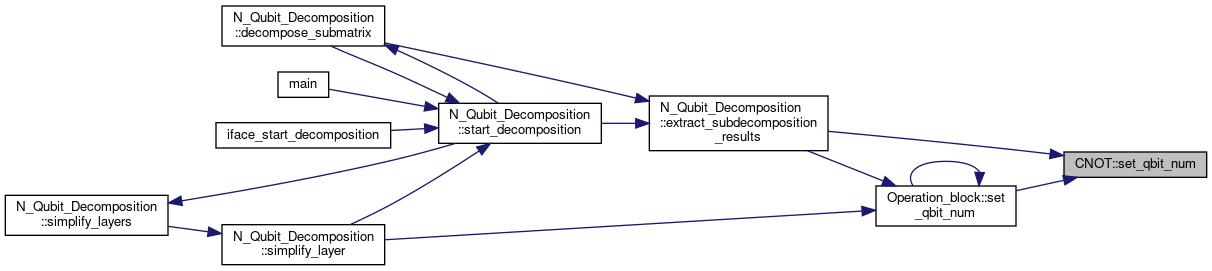 N_Qubit_Decomposition
::decompose_submatrix
main
N_Qubit_Decomposition
::start_decomposition
iface_start_decomposition
N_Qubit_Decomposition
::extract_subdecomposition
_results
CNOT::set_qbit_num
Operation_block::set
_qbit_num
N_Qubit_Decomposition
::simplify_layers
N_Qubit_Decomposition
::simplify_layer